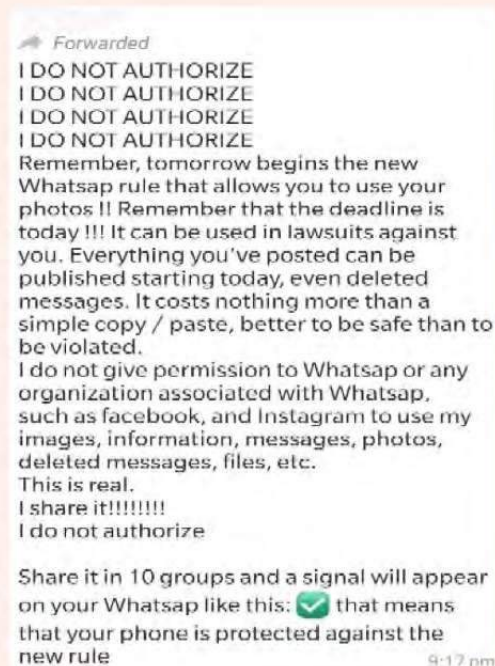 Forwarded
I DO NOT AUTHORIZE
I DO NOT AUTHORIZE
I DO NOT AUTHORIZE
I DO NOT AUTHORIZE
Remember, tomorrow begins the new
Whatsap rule that allows you to use your
photos !! Remember that the deadline is
today !!! It can be used in lawsuits against
you. Everything you've posted can be
published starting today, even deleted
messages. It costs nothing more than a
simple copy / paste, better to be safe than to
be violated.
I do not give permission to Whatsap or any
organization associated with Whatsap,
such as facebook, and Instagram to use my
images, information, messages, photos,
deleted messages, files, etc.
This is real.
I share it!!!!!!!!!
I do not authorize
Share it in 10 groups and a signal will appear
on your Whatsap like this: ✅ that means
that your phone is protected against the
new rule
9:17 pm